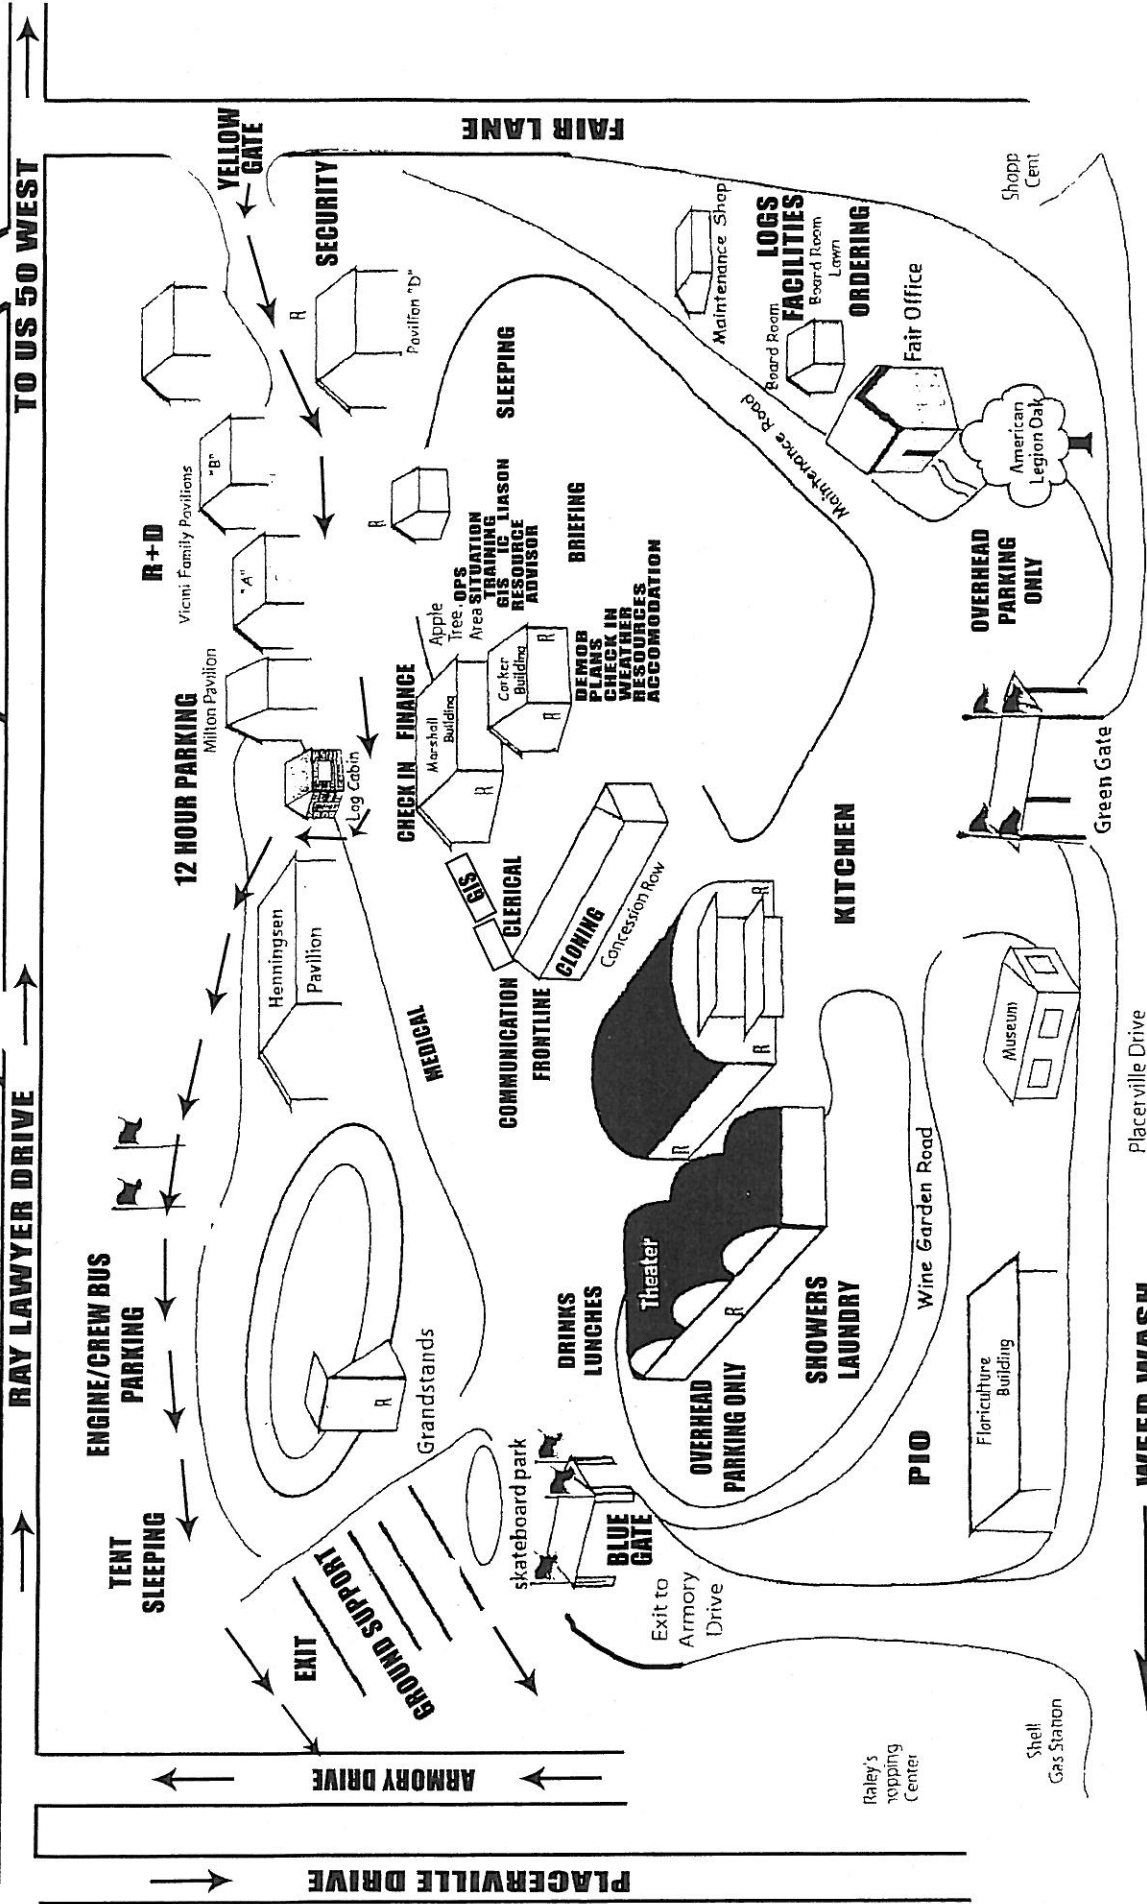 PLACERVILLE DRIVE
ARMORY DRIVE
RAY LAWYER DRIVE
TO US 50 WEST
FAIR LANE
TENT
SLEEPING
ENGINE/CREW BUS
PARKING
12 HOUR PARKING
R+D
Vicini Family Pavilions
Milton Pavilion
"A"
"B"
YELLOW
GATE
SECURITY
R
Pavilion "D"
EXIT
GROUND SUPPORT
R
Grandstands
Henningsen
Pavilion
Log Cabin
MEDICAL
CHECK IN
FINANCE
Marshall
Building
R
Corker
Building
R
R
Apple
Tree
Area
OPS
SITUATION
TRAINING
GIS IC LIASON
RESOURCE
ADVISOR
R
SLEEPING
BRIEFING
DEMOB
PLANS
CHECK IN
WEATHER
RESOURCES
ACCOMODATION
GIS
CLERICAL
CLONING
Concession Row
COMMUNICATION
FRONTLINE
skateboard park
BLUE
GATE
Exit to
Armory
Drive
DRINKS
LUNCHES
Theater
R
R
R
R
OVERHEAD
PARKING ONLY
SHOWERS
LAUNDRY
KITCHEN
Maintenance Road
Maintenance Shop
Board Room
LOGS
FACILITIES
Board Room
Lawn
ORDERING
Fair Office
American
Legion Oak
OVERHEAD
PARKING
ONLY
Wine Garden Road
PIO
Floriculture
Building
Museum
Green Gate
Raley's
Center
Shell
Gas Station
Placerville Drive
WEED WASH